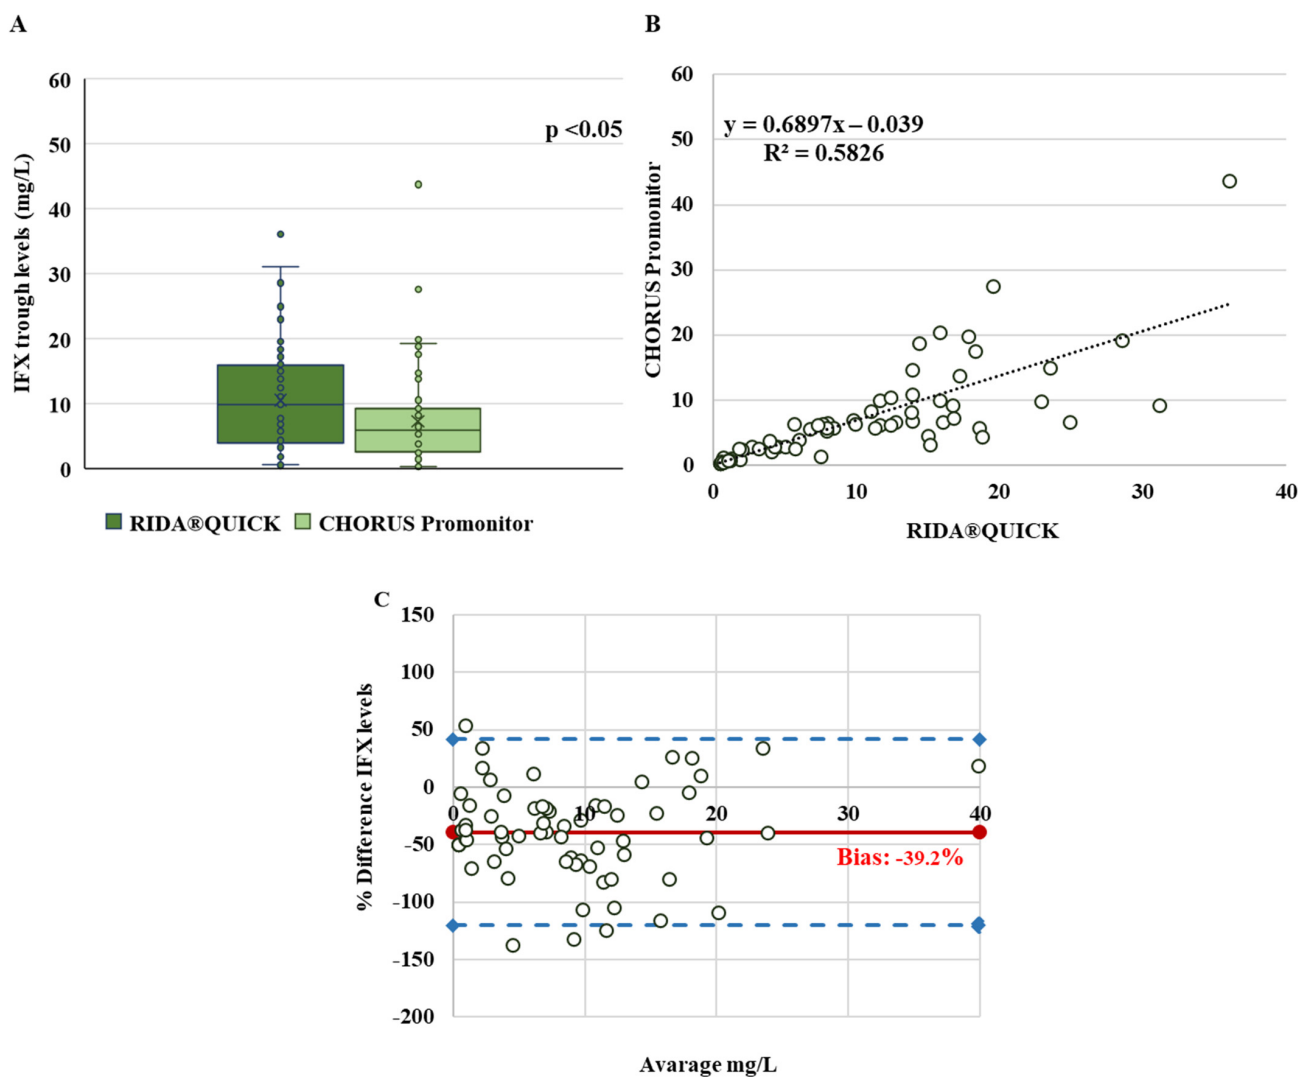 A
60
50
40
30
20
10
0
IFX trough levels (mg/L)
p <0.05
RIDA®QUICK
CHORUS Promonitor
B
60
50
40
30
20
10
0
CHORUS Promonitor
y = 0.6897x – 0.039
R² = 0.5826
0 10 20 30 40
RIDA®QUICK
C
150
100
50
0
-50
-100
-150
-200
% Difference IFX levels
0 10 20 30 40
Bias: -39.2%
Avarage mg/L